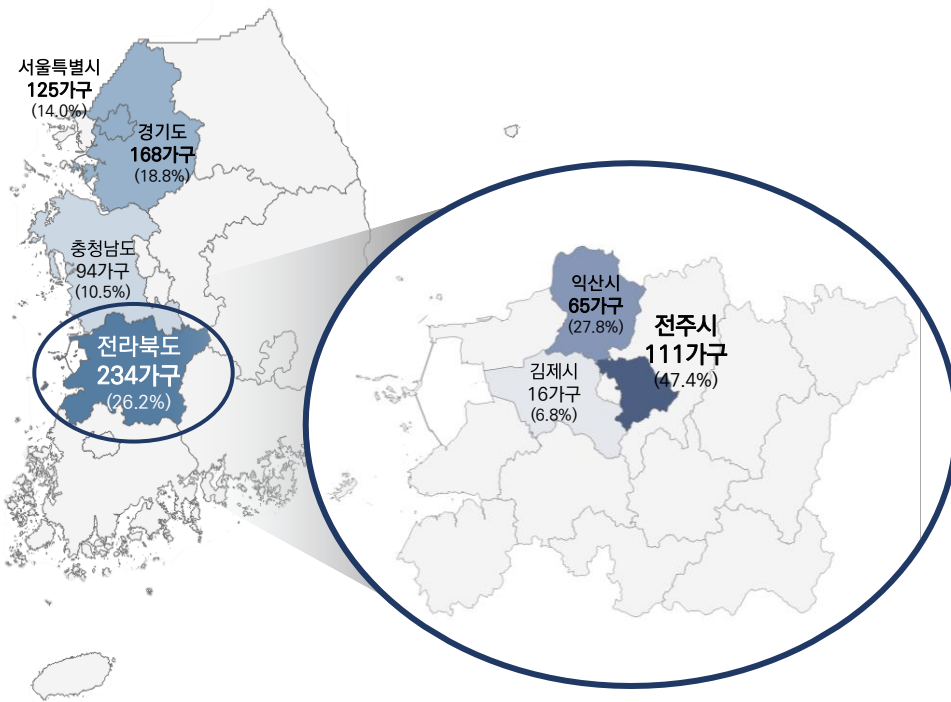 서울특별시
125가구
(14.0%)
경기도
168가구
(18.8%)
충청남도
94가구
(10.5%)
전라북도
234가구
(26.2%)
익산시
65가구
(27.8%)
전주시
111가구
(47.4%)
김제시
16가구
(6.8%)